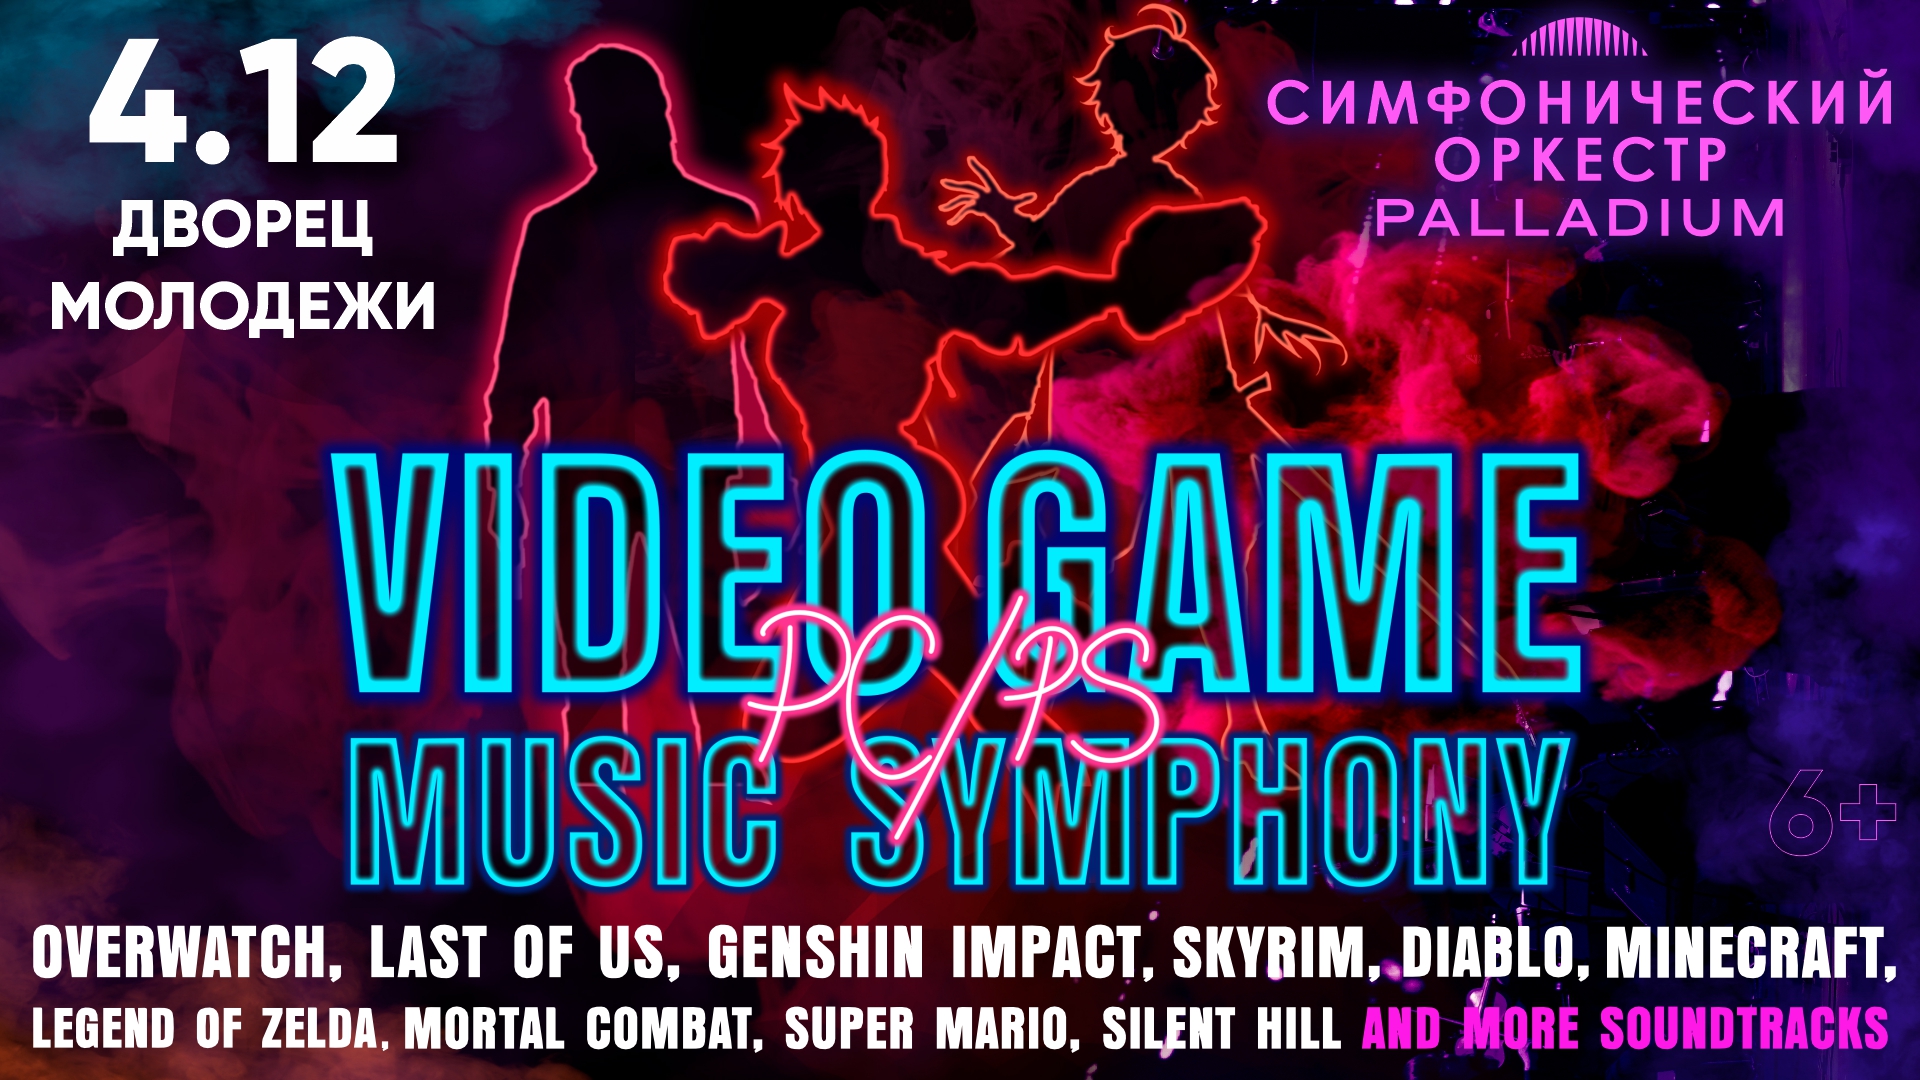 4.12
ДВОРЕЦ
МОЛОДЕЖИ
СИМФОНИЧЕСКИЙ
ОРКЕСТР
PALLADIUM
VIDEO GAME
PC/PS
MUSIC SYMPHONY
6+
OVERWATCH, LAST OF US, GENSHIN IMPACT, SKYRIM, DIABLO, MINECRAFT,
LEGEND OF ZELDA, MORTAL COMBAT, SUPER MARIO, SILENT HILL AND MORE SOUNDTRACKS